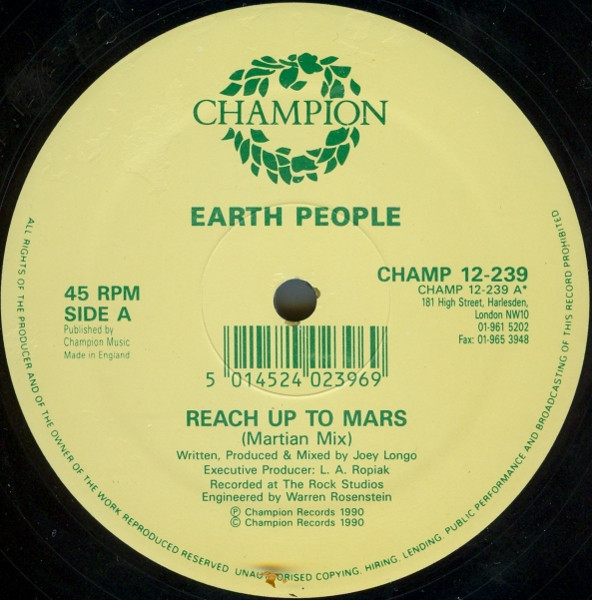 CHAMPION
EARTH PEOPLE
45 RPM
SIDE A
Published by
Champion Music
Made in England
CHAMP 12-239
CHAMP 12-239 A*
181 High Street, Harlesden,
London NW10
01-961 5202
Fax: 01-965 3948
5 014524 023969
REACH UP TO MARS
(Martian Mix)
Written, Produced & Mixed by Joey Longo
Executive Producer: L. A. Ropiak
Recorded at The Rock Studios
Engineered by Warren Rosenstein
Ⓟ Champion Records 1990
© Champion Records 1990
ALL RIGHTS OF THE PRODUCER AND OF THE OWNER OF THE WORK REPRODUCED RESERVED UNAUTHORISED COPYING, HIRING, LENDING, PUBLIC PERFORMANCE AND BROADCASTING OF THIS RECORD PROHIBITED